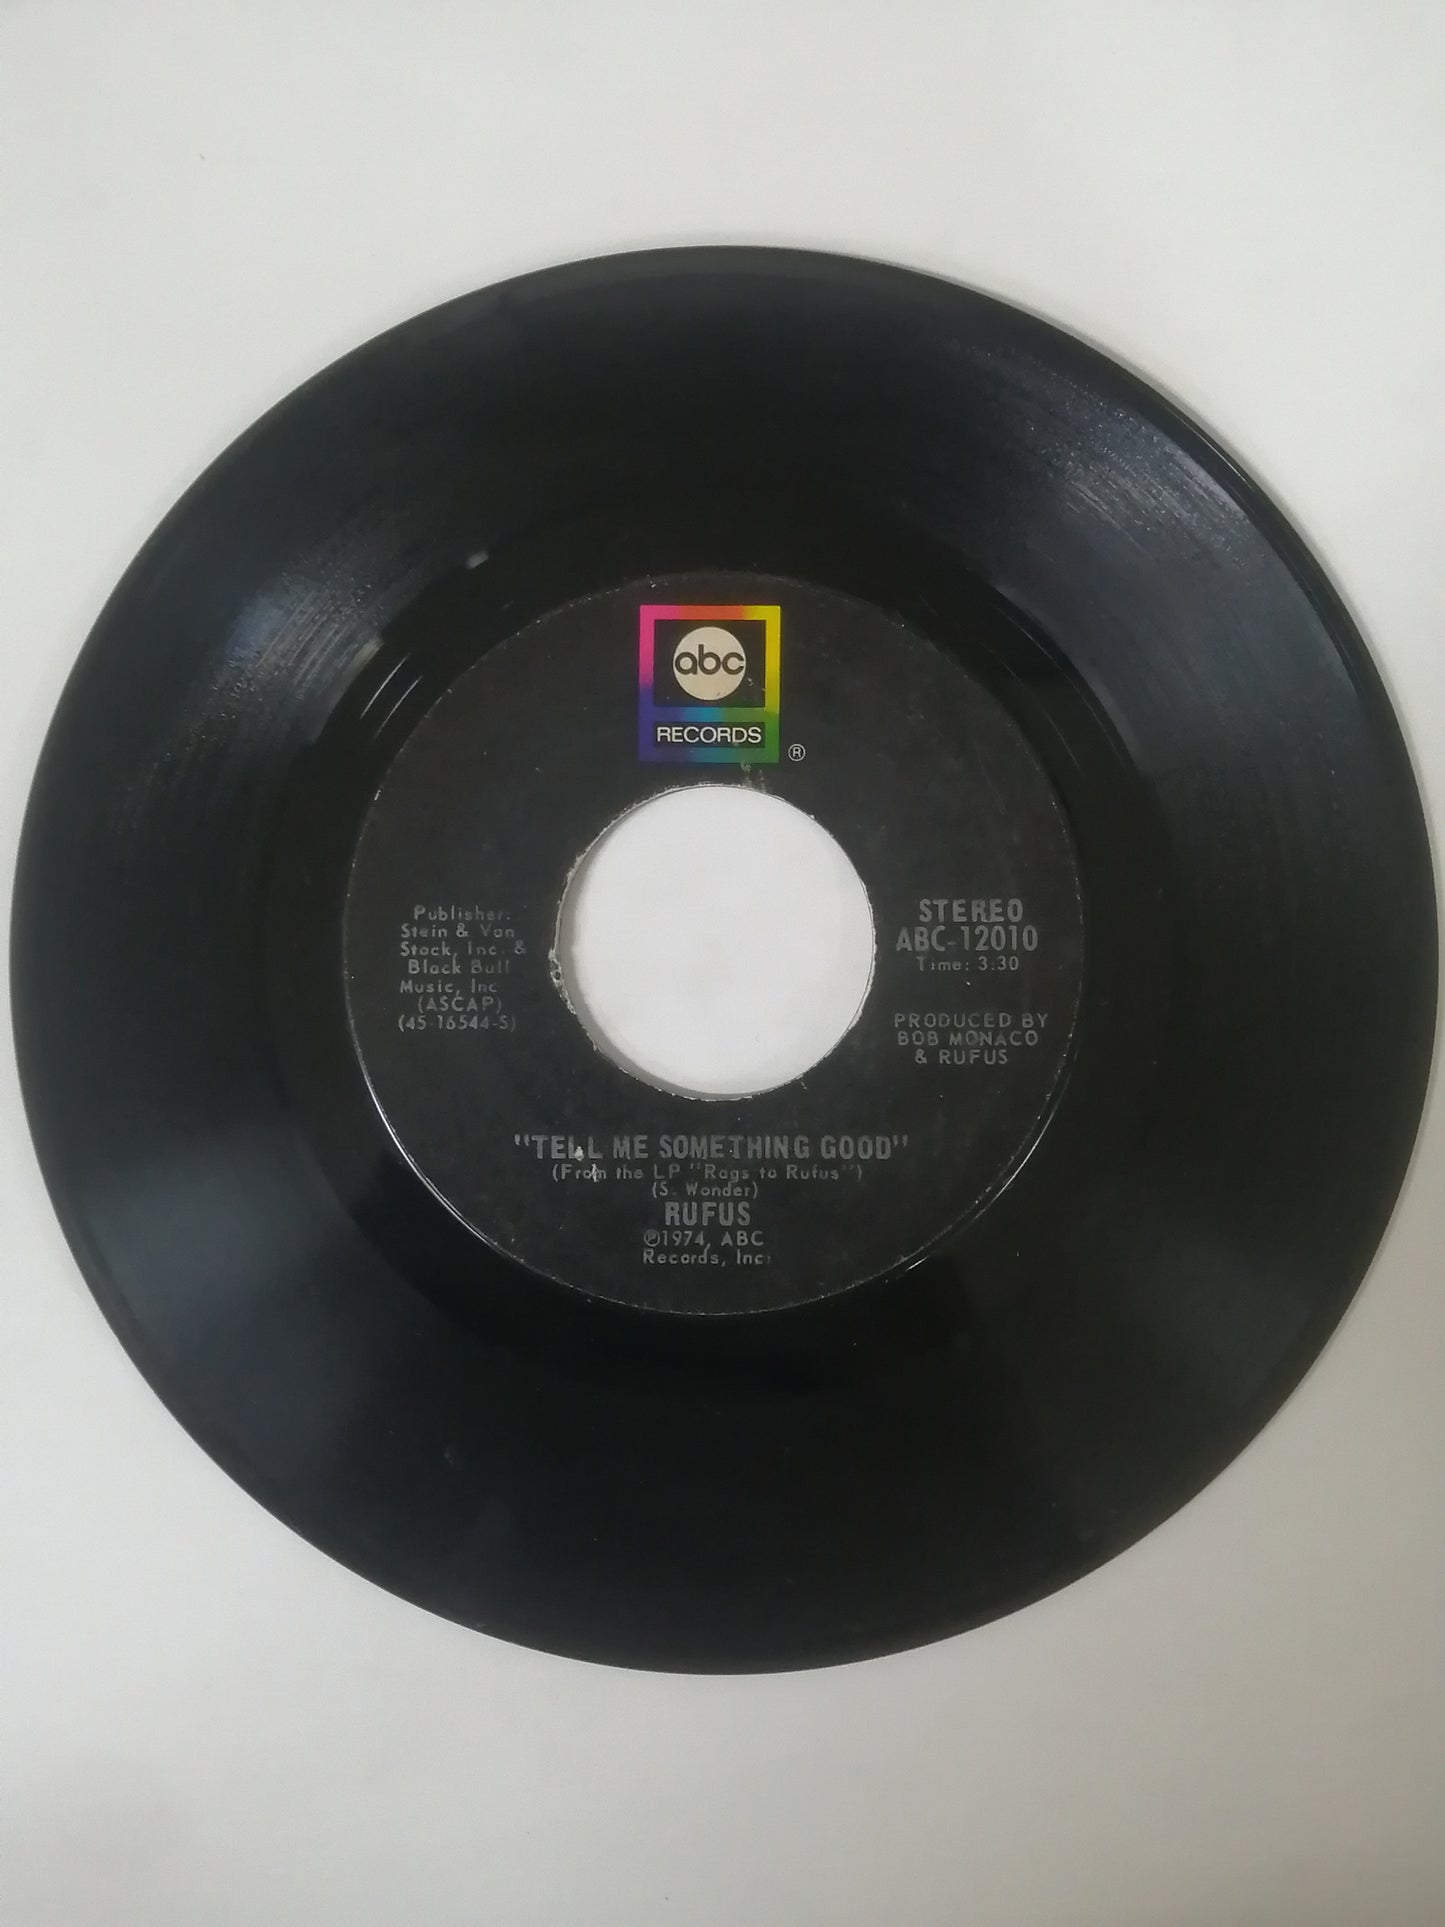 abc
RECORDS
®
Publisher:
Stein & Van
Stock, Inc. &
Black Bull
Music, Inc
(ASCAP)
(45-16544-S)
STEREO
ABC-12010
Time: 3:30
PRODUCED BY
BOB MONACO
& RUFUS
"TELL ME SOMETHING GOOD"
(From the LP "Rags to Rufus")
(S. Wonder)
RUFUS
℗1974, ABC
Records, Inc.